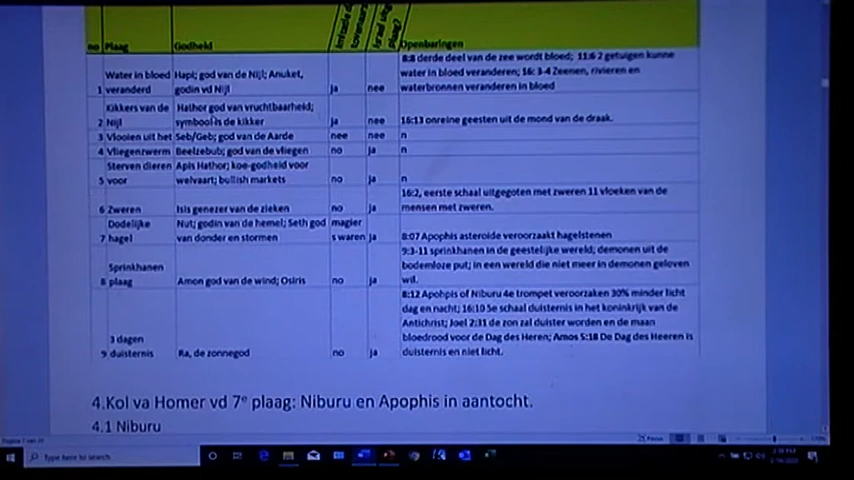 no Plaag Godheid Imitatie d tovenaars Israel uitg plaag? Openbaringen
1 Water in bloed veranderd Hapi; god van de Nijl; Anuket, godin vd Nijl ja nee 8:8 derde deel van de zee wordt bloed; 11:6 2 getuigen kunne water in bloed veranderen; 16: 3-4 Zeenen, rivieren en waterbronnen veranderen in bloed
2 Kikkers van de Nijl Hathor god van vruchtbaarheid; symbool is de kikker ja nee 16:13 onreine geesten uit de mond van de draak.
3 Vlooien uit het Seb/Geb; god van de Aarde nee nee n
4 Vliegenzwerm Beelzebub; god van de vliegen no ja n
5 Sterven dieren voor Apis Hathor; koe-godheid voor welvaart; bullish markets no ja n
6 Zweren Isis genezer van de zieken no ja 16:2, eerste schaal uitgegoten met zweren 11 vloeken van de mensen met zweren.
7 Dodelijke hagel Nut; godin van de hemel; Seth god van donder en stormen magier s waren ja 8:07 Apophis asteroide veroorzaakt hagelstenen
8 Sprinkhanen plaag Amon god van de wind; Osiris no ja 9:3-11 sprinkhanen in de geestelijke wereld; demonen uit de bodemloze put; in een wereld die niet meer in demonen geloven wil.
9 3 dagen duisternis Ra, de zonnegod no ja 8:12 Apohpis of Niburu 4e trompet veroorzaken 30% minder licht dag en nacht; 16:10 5e schaal duisternis in het koninkrijk van de Antichrist; Joel 2:31 de zon zal duister worden en de maan bloedrood voor de Dag des Heren; Amos 5:18 De Dag des Heeren is duisternis en niet licht.
4.Kol va Homer vd 7e plaag: Niburu en Apophis in aantocht.
4.1 Niburu
Focus
Type here to search